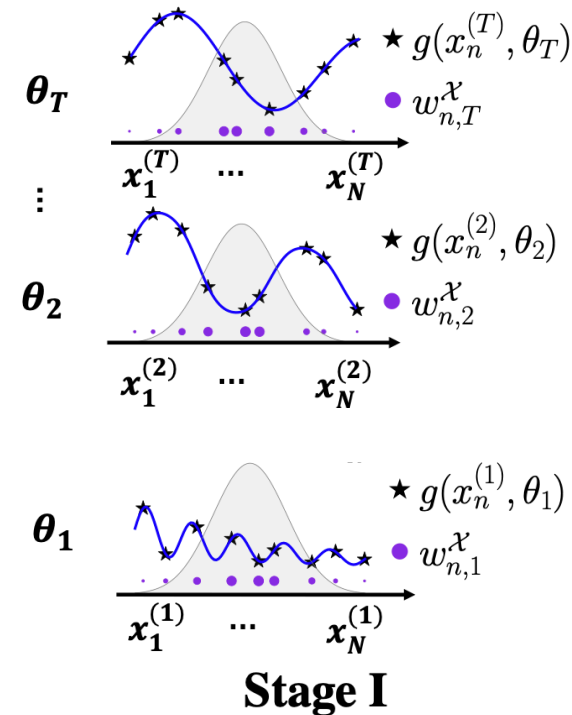 ★ g(x_n^{(T)}, θ_T)
θ_T
● w_{n,T}^𝒳
x_1^{(T)} ... x_N^{(T)}
⋮
★ g(x_n^{(2)}, θ_2)
θ_2
● w_{n,2}^𝒳
x_1^{(2)} ... x_N^{(2)}
★ g(x_n^{(1)}, θ_1)
θ_1
● w_{n,1}^𝒳
x_1^{(1)} ... x_N^{(1)}
Stage I